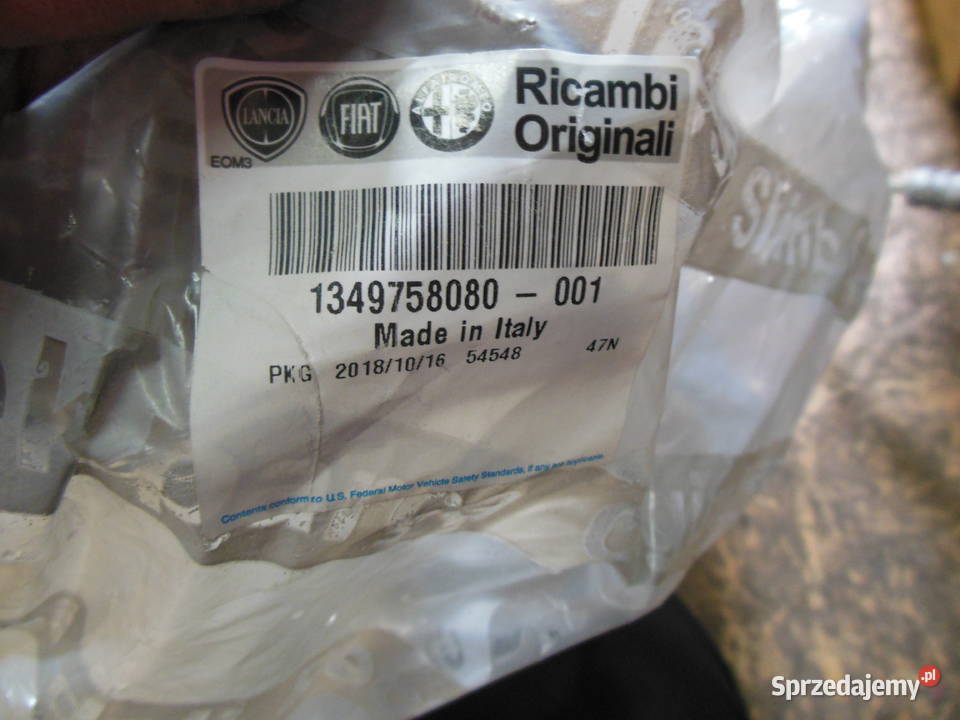 LANCIA
FIAT
Ricambi
Originali
EOM3
1349758080 - 001
Made in Italy
PKG 2018/10/16 54548 47N
Contents conform to U.S. Federal Motor Vehicle Safety Standards, if any are applicable.
Sprzedajemy.pl